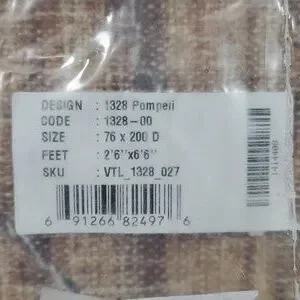 DESIGN : 1328 Pompeii
CODE : 1328-00
SIZE : 76 x 200 D
FEET : 2'6"x6'6"
SKU : VTL_1328_027
6 91266 82497 6
1414408